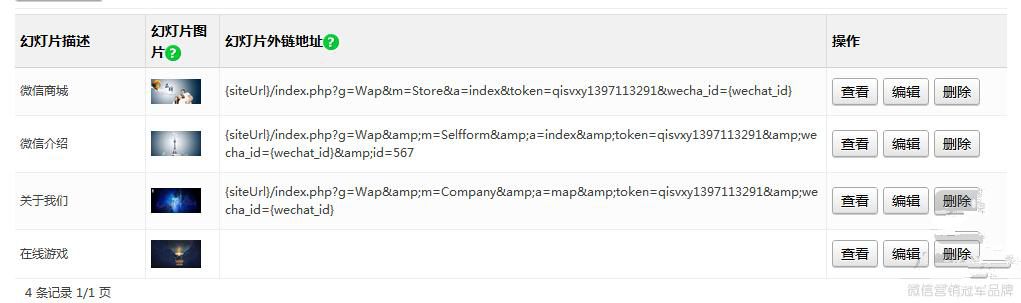 幻灯片描述
幻灯片图
片?
幻灯片外链地址?
操作
微信商城
{siteUrl}/index.php?g=Wap&m=Store&a=index&token=qisvxy1397113291&wecha_id={wechat_id}
查看 编辑 删除
微信介绍
{siteUrl}/index.php?g=Wap&amp;m=Selfform&amp;a=index&amp;token=qisvxy1397113291&amp;we
cha_id={wechat_id}&amp;id=567
查看 编辑 删除
关于我们
{siteUrl}/index.php?g=Wap&amp;m=Company&amp;a=map&amp;token=qisvxy1397113291&amp;we
cha_id={wechat_id}
查看 编辑 删除
在线游戏
查看 编辑 删除
4 条记录 1/1 页
微信营销冠军品牌